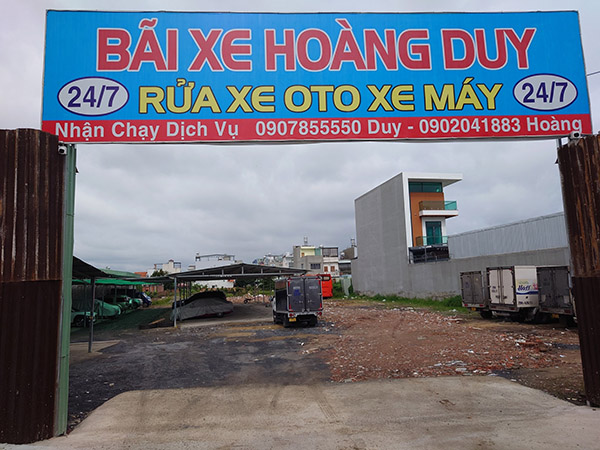 BÃI XE HOÀNG DUY
24/7 RỬA XE OTO XE MÁY 24/7
Nhận Chạy Dịch Vụ 0907855550 Duy - 0902041883 Hoàng